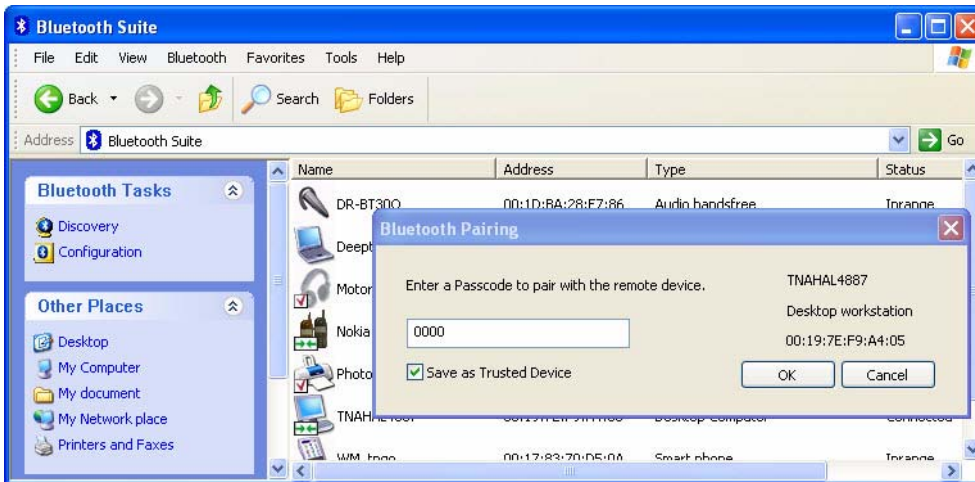 Bluetooth Suite
File Edit View Bluetooth Favorites Tools Help
Back Search Folders
Address Bluetooth Suite Go
Name Address Type Status
Bluetooth Tasks
Discovery
Configuration
Other Places
Desktop
My Computer
My document
My Network place
Printers and Faxes
DR-BT30Q 00:1D:BA:28:F7:86 Audio handsfree Inrange
Nokia
Photo
Bluetooth Pairing
Enter a Passcode to pair with the remote device.
0000
Save as Trusted Device
TNAHAL4887
Desktop workstation
00:19:7E:F9:A4:05
OK Cancel
WM_tngo 00:17:83:70:D5:0A Smart phone Inrange